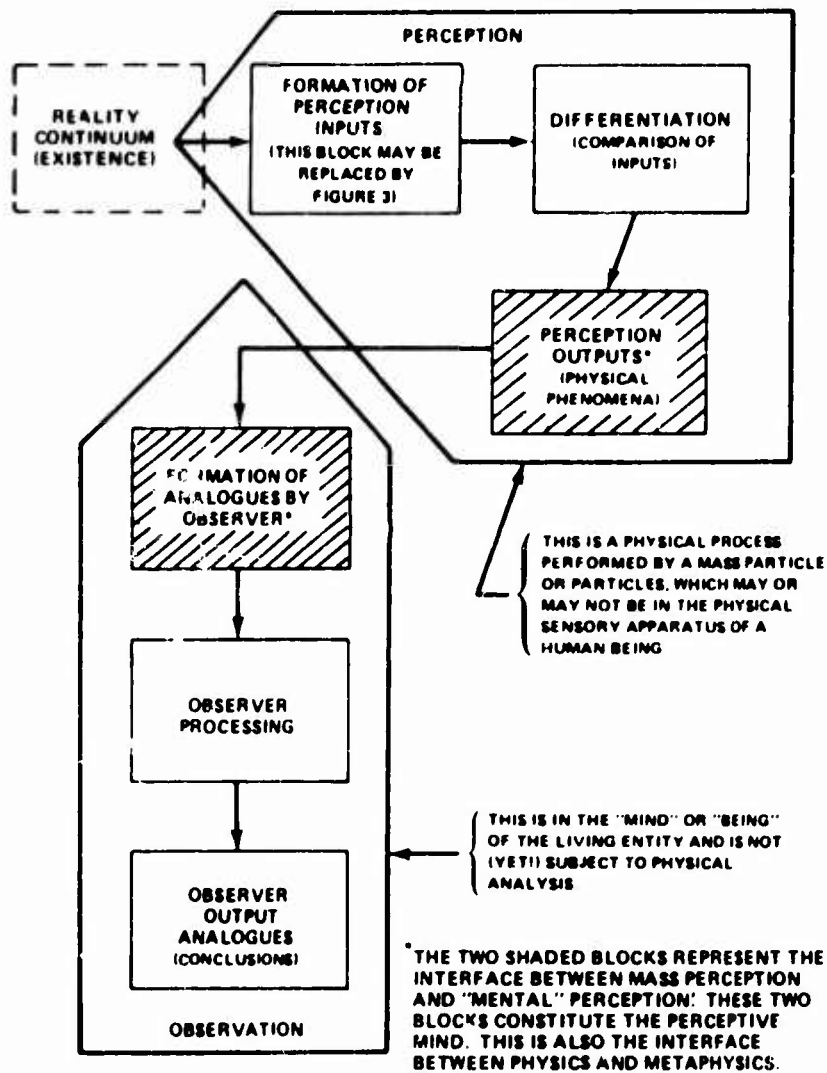 PERCEPTION
REALITY
CONTINUUM
(EXISTENCE)
FORMATION OF
PERCEPTION
INPUTS
(THIS BLOCK MAY BE
REPLACED BY
FIGURE 3)
DIFFERENTIATION
(COMPARISON OF
INPUTS)
PERCEPTION
OUTPUTS*
(PHYSICAL
PHENOMENA)
FORMATION OF
ANALOGUES BY
OBSERVER*
THIS IS A PHYSICAL PROCESS
PERFORMED BY A MASS PARTICLE
OR PARTICLES, WHICH MAY OR
MAY NOT BE IN THE PHYSICAL
SENSORY APPARATUS OF A
HUMAN BEING
OBSERVER
PROCESSING
THIS IS IN THE "MIND" OR "BEING"
OF THE LIVING ENTITY AND IS NOT
(YET!) SUBJECT TO PHYSICAL
ANALYSIS
OBSERVER
OUTPUT
ANALOGUES
(CONCLUSIONS)
OBSERVATION
*THE TWO SHADED BLOCKS REPRESENT THE
INTERFACE BETWEEN MASS PERCEPTION
AND "MENTAL" PERCEPTION. THESE TWO
BLOCKS CONSTITUTE THE PERCEPTIVE
MIND. THIS IS ALSO THE INTERFACE
BETWEEN PHYSICS AND METAPHYSICS.